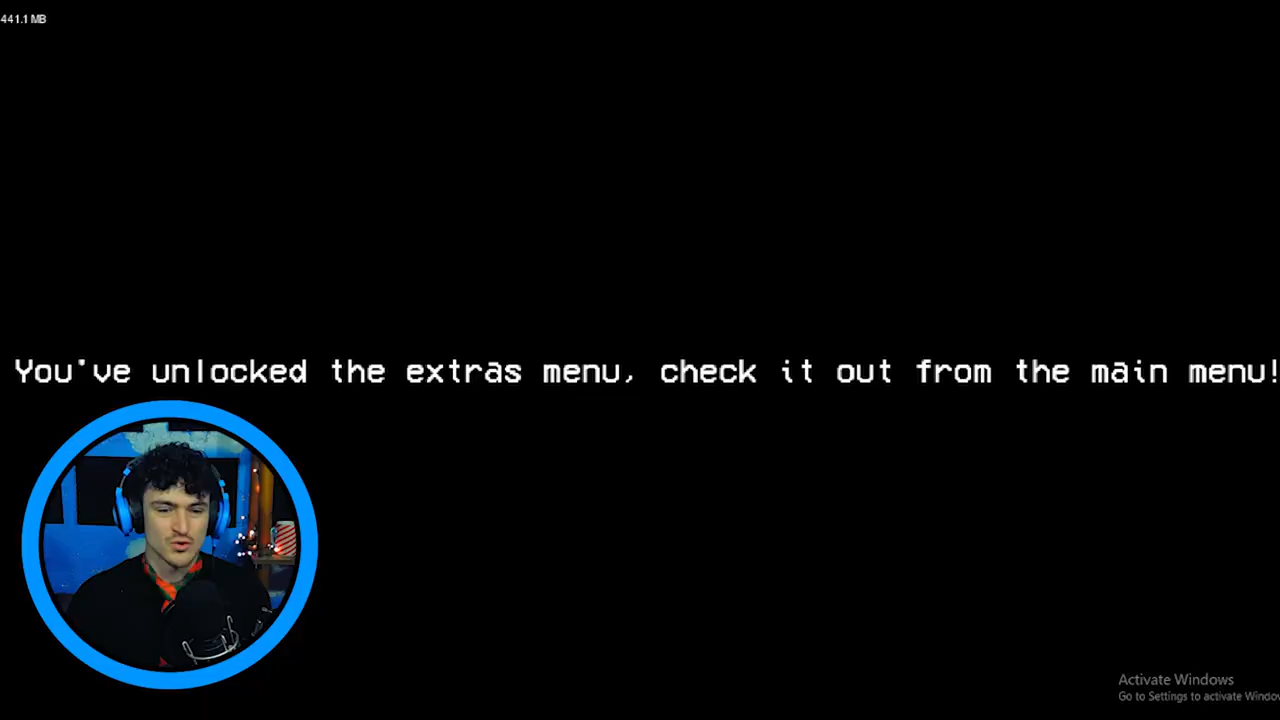 441.1 MB
You've unlocked the extras menu, check it out from the main menu!
Activate Windows
Go to Settings to activate Window